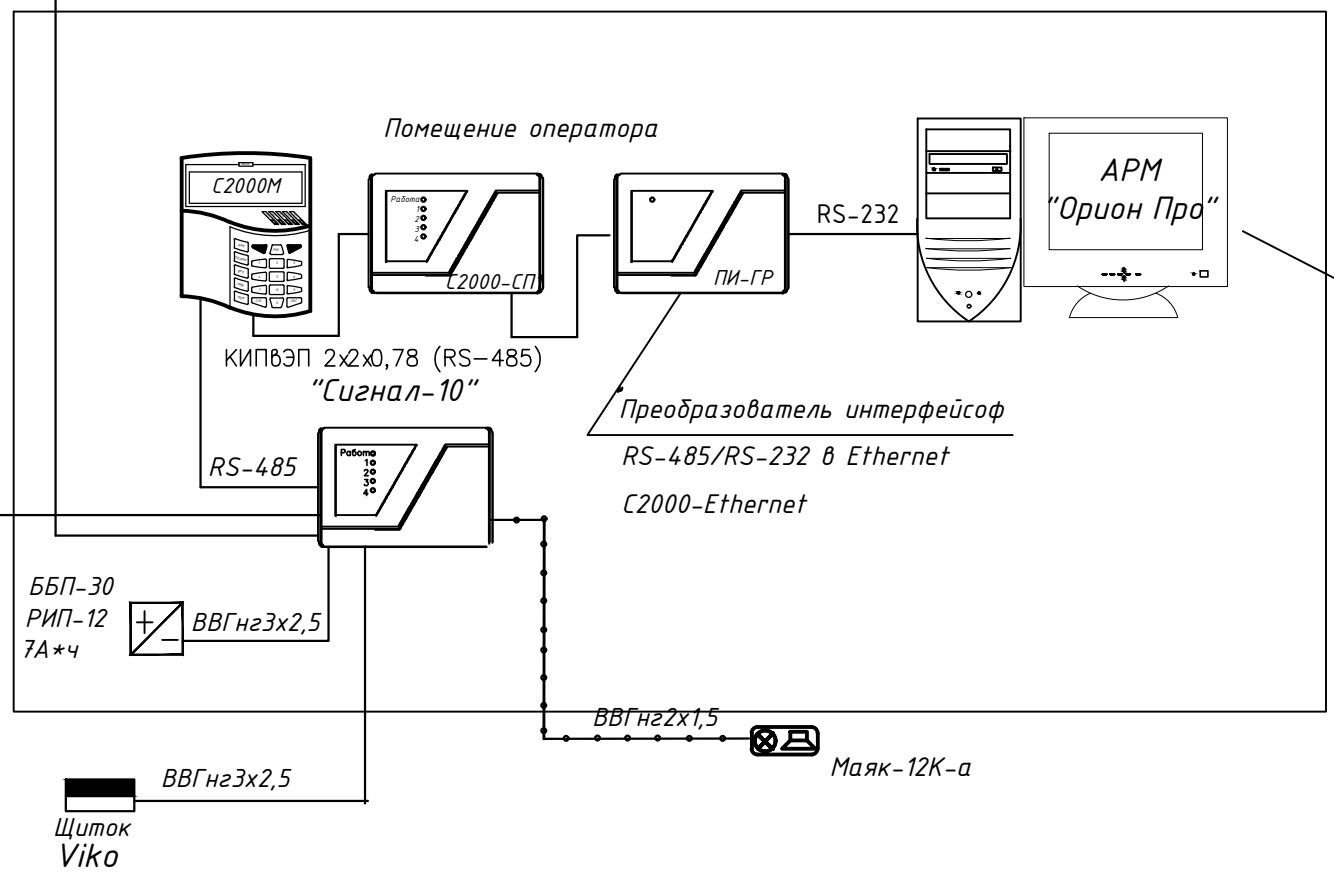 Помещение оператора
С2000М
Работа
1
2
3
4
С2000-СП
ПИ-ГР
RS-232
АРМ
"Орион Про"
КИПвЭП 2х2х0,78 (RS-485)
"Сигнал-10"
Преобразователь интерфейсоф
RS-485/RS-232 в Ethernet
С2000-Ethernet
RS-485
Работа
1
2
3
4
ББП-30
РИП-12
7А*ч
ВВГнг3х2,5
ВВГнг2х1,5
Маяк-12К-а
ВВГнг3х2,5
Щиток
Viko